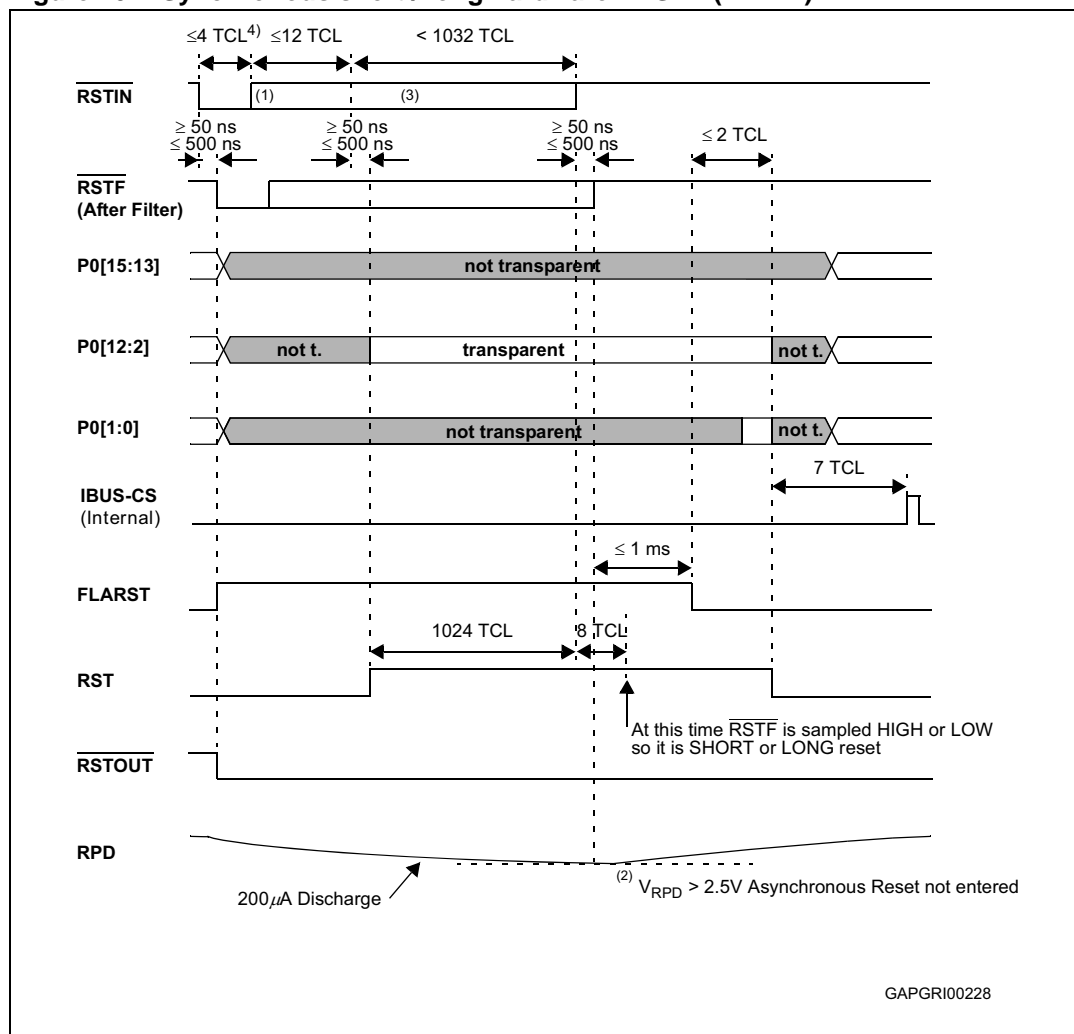 ≤4 TCL4) ≤12 TCL < 1032 TCL
RSTIN (1) (3)
≥ 50 ns ≥ 50 ns ≥ 50 ns
≤ 500 ns ≤ 500 ns ≤ 500 ns ≤ 2 TCL
RSTF
(After Filter)
P0[15:13] not transparent
P0[12:2] not t. transparent not t.
P0[1:0] not transparent not t.
7 TCL
IBUS-CS
(Internal)
≤ 1 ms
FLARST
1024 TCL 8 TCL
RST
At this time RSTF is sampled HIGH or LOW
so it is SHORT or LONG reset
RSTOUT
RPD
200μA Discharge (2) VRPD > 2.5V Asynchronous Reset not entered
GAPGRI00228